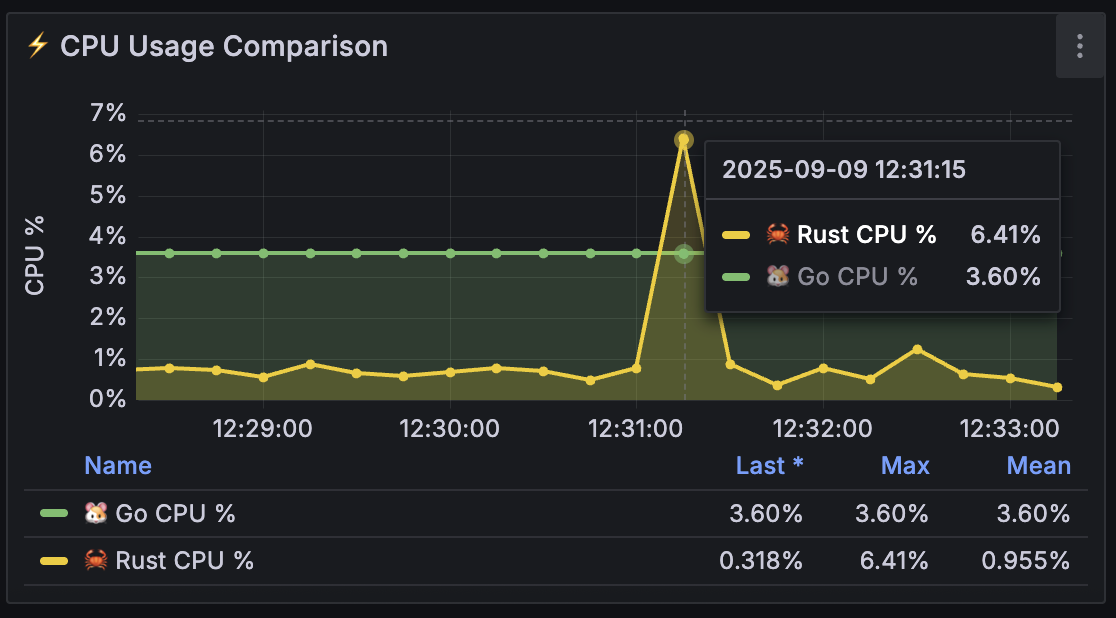 ⚡ CPU Usage Comparison
7%
6%
5%
4%
3%
2%
1%
0%
CPU %
2025-09-09 12:31:15
🦀 Rust CPU % 6.41%
🐹 Go CPU % 3.60%
12:29:00 12:30:00 12:31:00 12:32:00 12:33:00
Name Last * Max Mean
🐹 Go CPU % 3.60% 3.60% 3.60%
🦀 Rust CPU % 0.318% 6.41% 0.955%